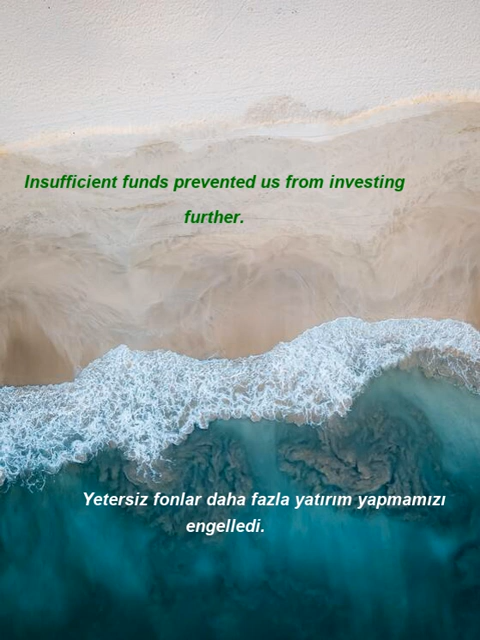 Insufficient funds prevented us from investing
further.
Yetersiz fonlar daha fazla yatırım yapmamızı
engelledi.